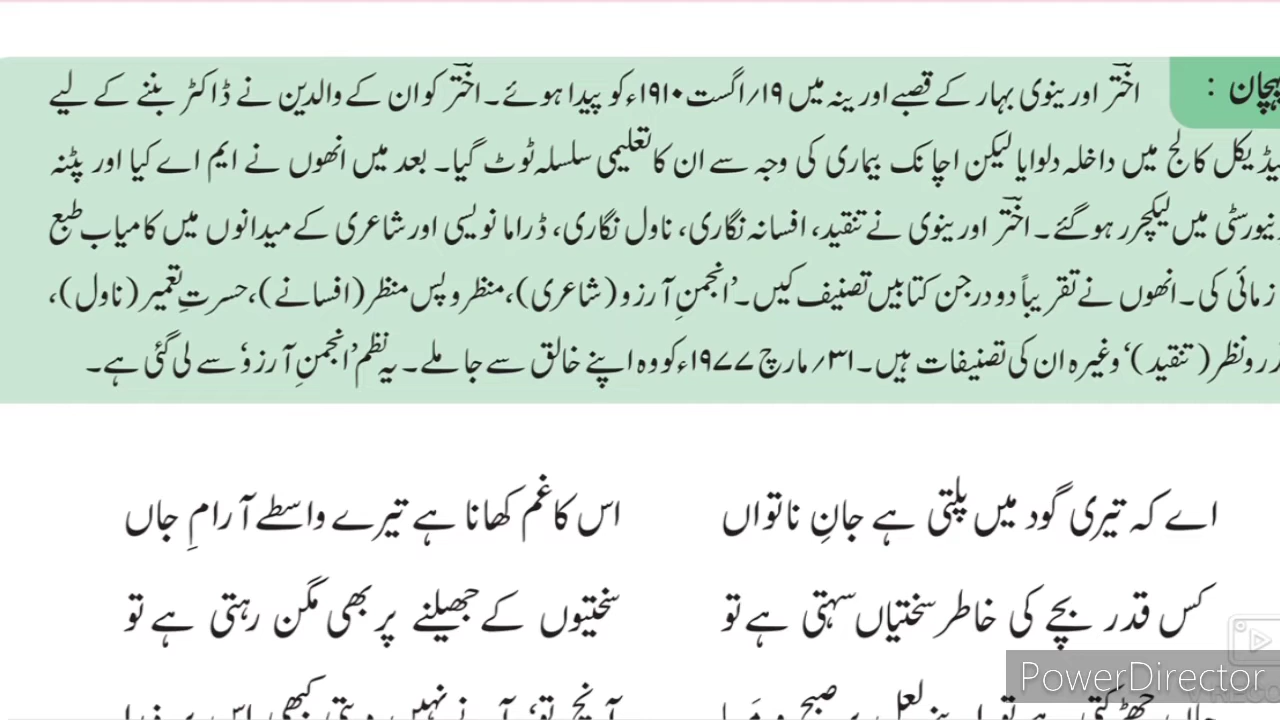 پہچان :
اختؔر اورینوی بہار کے قصبے اورینہ میں ۱۹؍ اگست ۱۹۱۰ء کو پیدا ہوئے۔ اختؔر کو ان کے والدین نے ڈاکٹر بننے کے لیے
میڈیکل کالج میں داخلہ دلوایا لیکن اچانک بیماری کی وجہ سے ان کا تعلیمی سلسلہ ٹوٹ گیا۔ بعد میں انھوں نے ایم اے کیا اور پٹنہ
یونیورسٹی میں لیکچرر ہوگئے۔ اختؔر اورینوی نے تنقید، افسانہ نگاری، ناول نگاری، ڈراما نویسی اور شاعری کے میدانوں میں کامیاب طبع
زمائی کی۔ انھوں نے تقریباً دو درجن کتابیں تصنیف کیں۔ ’انجمنِ آرزو (شاعری)، منظر و پس منظر (افسانے)، حسرتِ تعمیر (ناول)،
و نظر (تنقید)‘ وغیرہ ان کی تصنیفات ہیں۔ ۳۱؍ مارچ ۱۹۷۷ء کو وہ اپنے خالق سے جا ملے۔ یہ نظم ’انجمنِ آرزو‘ سے لی گئی ہے۔
اے کہ تیری گود میں پلتی ہے جانِ ناتواں اس کا غم کھانا ہے تیرے واسطے آرامِ جاں
کس قدر بچے کی خاطر سختیاں سہتی ہے تو سختیوں کے جھیلنے پر بھی مگن رہتی ہے تو
PowerDirector